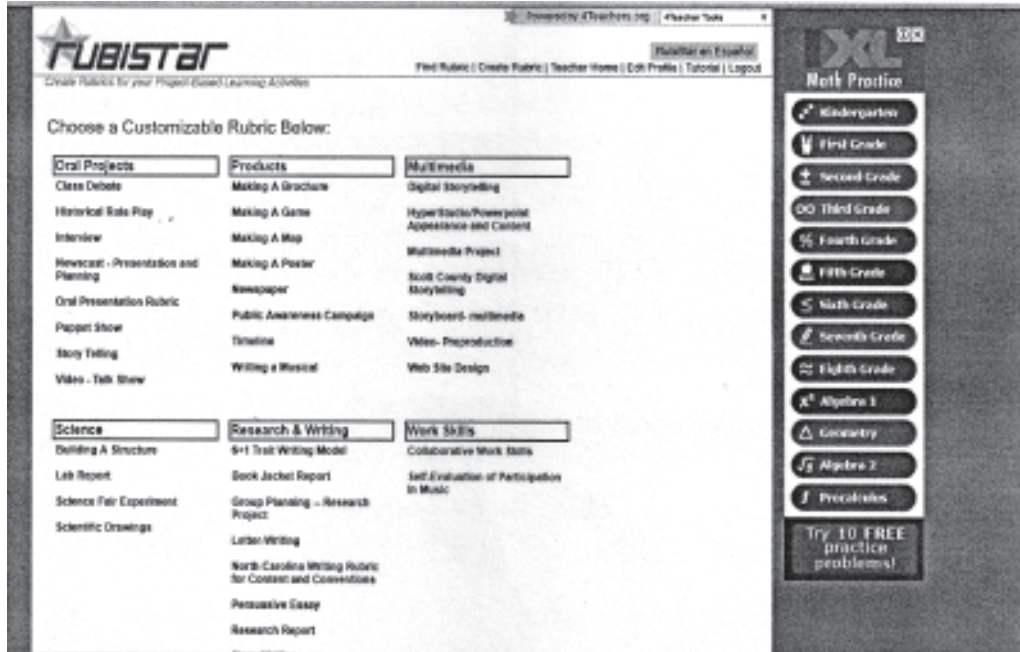 Powered by 4Teachers.org
4Teacher Tools
RUBISTAR
RubiStar en Español
Find Rubric | Create Rubric | Teacher Home | Edit Profile | Tutorial | Logout
Create Rubrics for your Project-Based Learning Activities
Choose a Customizable Rubric Below:
Oral Projects
Class Debate
Historical Role Play
Interview
Newscast - Presentation and
Planning
Oral Presentation Rubric
Puppet Show
Story Telling
Video - Talk Show
Products
Making A Brochure
Making A Game
Making A Map
Making A Poster
Newspaper
Public Awareness Campaign
Timeline
Writing a Musical
Multimedia
Digital Storytelling
HyperStudio/Powerpoint
Appearance and Content
Multimedia Project
Scott County Digital
Storytelling
Storyboard- multimedia
Video- Preproduction
Web Site Design
Science
Building A Structure
Lab Report
Science Fair Experiment
Scientific Drawings
Research & Writing
6+1 Trait Writing Model
Book Jacket Report
Group Planning -- Research
Project
Letter-Writing
North Carolina Writing Rubric
for Content and Conventions
Persuasive Essay
Research Report
Work Skills
Collaborative Work Skills
Self-Evaluation of Participation
In Music
IXL
Math Practice
Kindergarten
First Grade
Second Grade
Third Grade
Fourth Grade
Fifth Grade
Sixth Grade
Seventh Grade
Eighth Grade
x² Algebra 1
Geometry
Algebra 2
Precalculus
Try 10 FREE
practice
problems!